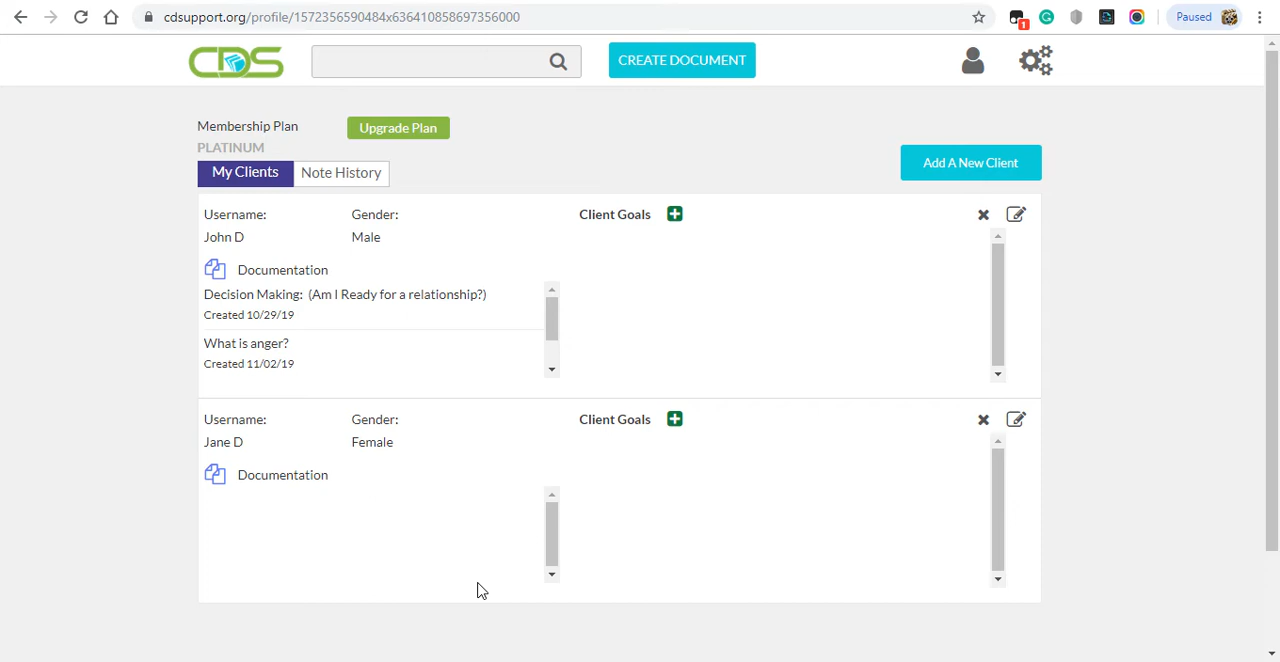 cdsupport.org/profile/1572356590484x636410858697356000
1
Paused
CDS
CREATE DOCUMENT
Membership Plan
Upgrade Plan
PLATINUM
My Clients
Note History
Add A New Client
Username:
Gender:
Client Goals
John D
Male
Documentation
Decision Making: (Am I Ready for a relationship?)
Created 10/29/19
What is anger?
Created 11/02/19
Username:
Gender:
Client Goals
Jane D
Female
Documentation